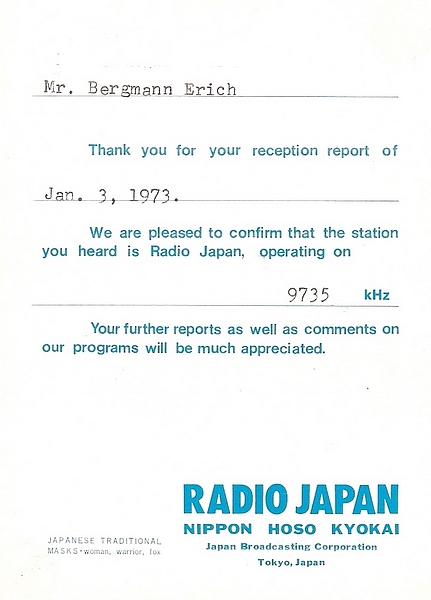 Mr. Bergmann Erich
Thank you for your reception report of
Jan. 3, 1973.
We are pleased to confirm that the station
you heard is Radio Japan, operating on
9735 kHz
Your further reports as well as comments on
our programs will be much appreciated.
RADIO JAPAN
NIPPON HOSO KYOKAI
Japan Broadcasting Corporation
Tokyo, Japan
JAPANESE TRADITIONAL
MASKS•woman, warrior, fox